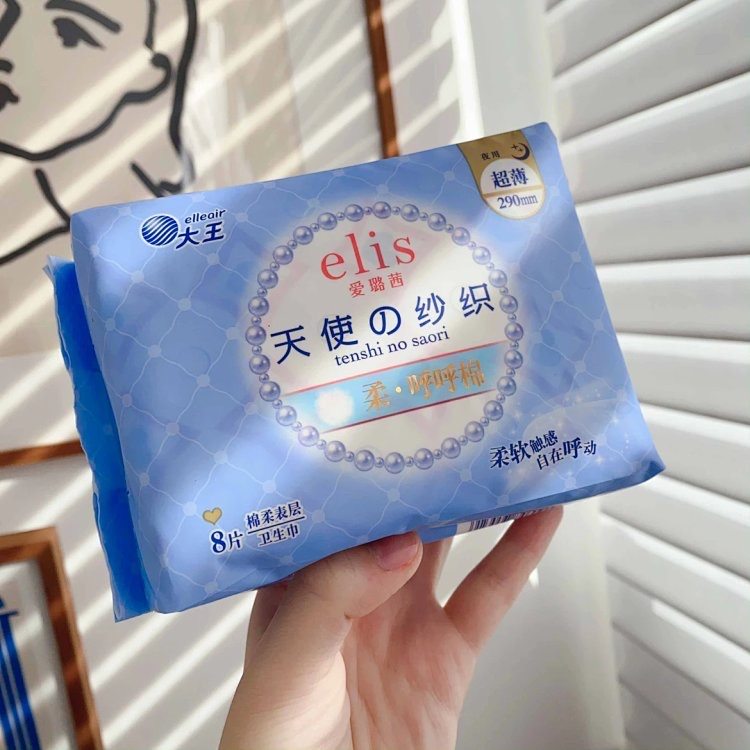 elleair
大王
夜用
超薄
290mm
elis
爱璐茜
天使の纱织
tenshi no saori
柔·呼呼棉
柔软触感
自在呼动
8片
棉柔表层
卫生巾